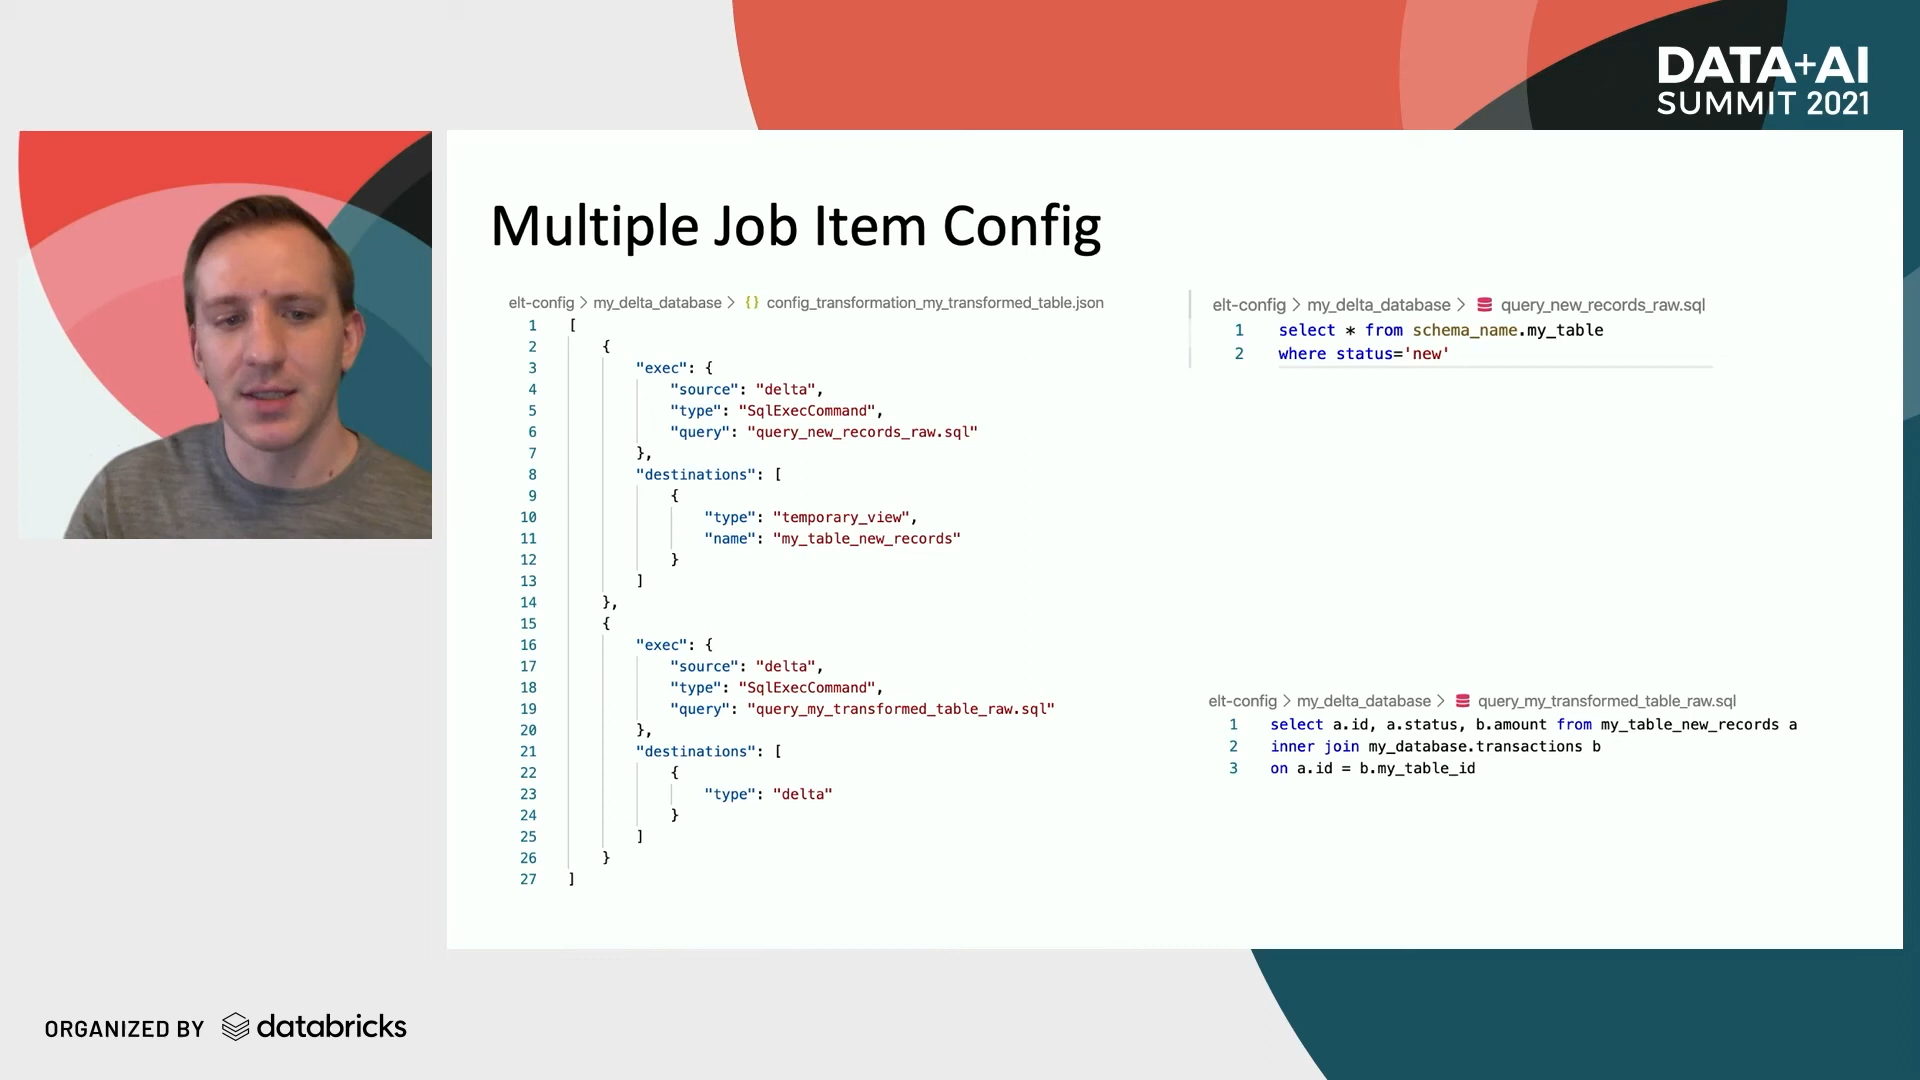 DATA+AI
SUMMIT 2021
Multiple Job Item Config
elt-config > my_delta_database > {} config_transformation_my_transformed_table.json
1 [
2 {
3 "exec": {
4 "source": "delta",
5 "type": "SqlExecCommand",
6 "query": "query_new_records_raw.sql"
7 },
8 "destinations": [
9 {
10 "type": "temporary_view",
11 "name": "my_table_new_records"
12 }
13 ]
14 },
15 {
16 "exec": {
17 "source": "delta",
18 "type": "SqlExecCommand",
19 "query": "query_my_transformed_table_raw.sql"
20 },
21 "destinations": [
22 {
23 "type": "delta"
24 }
25 ]
26 }
27 ]
elt-config > my_delta_database > query_new_records_raw.sql
1 select * from schema_name.my_table
2 where status='new'
elt-config > my_delta_database > query_my_transformed_table_raw.sql
1 select a.id, a.status, b.amount from my_table_new_records a
2 inner join my_database.transactions b
3 on a.id = b.my_table_id
ORGANIZED BY databricks